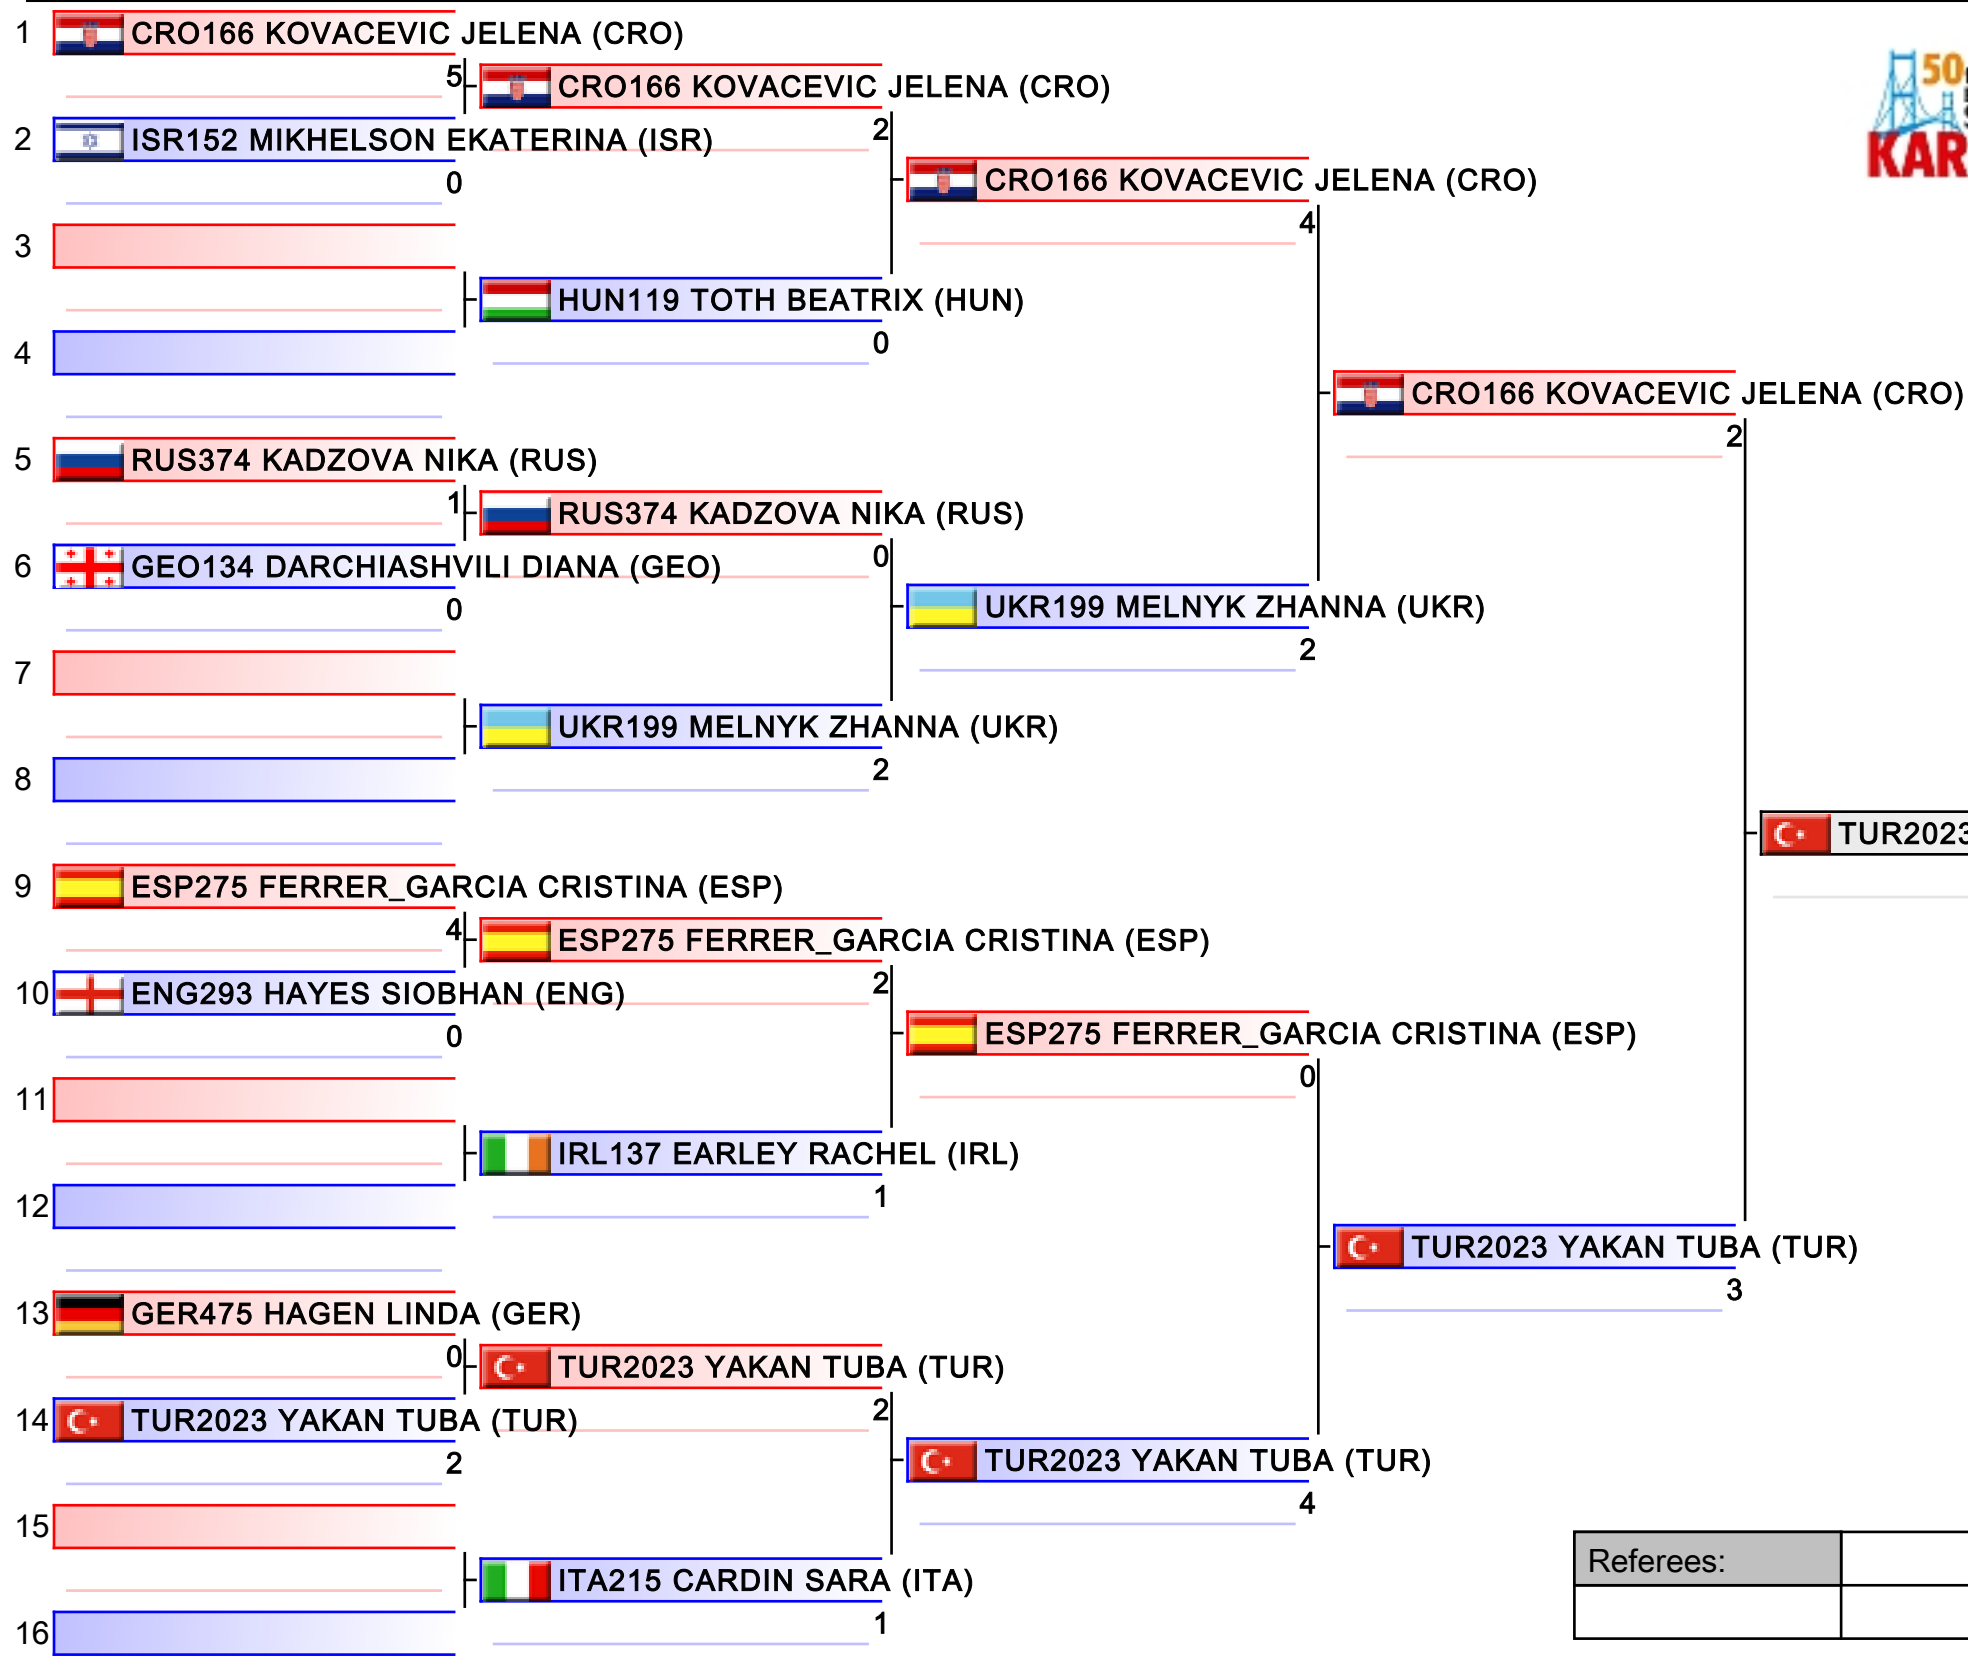 1 CRO166 KOVACEVIC JELENA (CRO)
5 CRO166 KOVACEVIC JELENA (CRO)
2 ISR152 MIKHELSON EKATERINA (ISR)
2
0
CRO166 KOVACEVIC JELENA (CRO)
50
KAR
3
4
HUN119 TOTH BEATRIX (HUN)
0
4
CRO166 KOVACEVIC JELENA (CRO)
2
5 RUS374 KADZOVA NIKA (RUS)
1 RUS374 KADZOVA NIKA (RUS)
6 GEO134 DARCHIASHVILI DIANA (GEO)
0
0
UKR199 MELNYK ZHANNA (UKR)
2
7
UKR199 MELNYK ZHANNA (UKR)
2
8
TUR2023
9 ESP275 FERRER_GARCIA CRISTINA (ESP)
4 ESP275 FERRER_GARCIA CRISTINA (ESP)
10 ENG293 HAYES SIOBHAN (ENG)
2
0
ESP275 FERRER_GARCIA CRISTINA (ESP)
0
11
IRL137 EARLEY RACHEL (IRL)
1
12
TUR2023 YAKAN TUBA (TUR)
3
13 GER475 HAGEN LINDA (GER)
0 TUR2023 YAKAN TUBA (TUR)
14 TUR2023 YAKAN TUBA (TUR)
2
2
TUR2023 YAKAN TUBA (TUR)
4
15
Referees:
ITA215 CARDIN SARA (ITA)
1
16